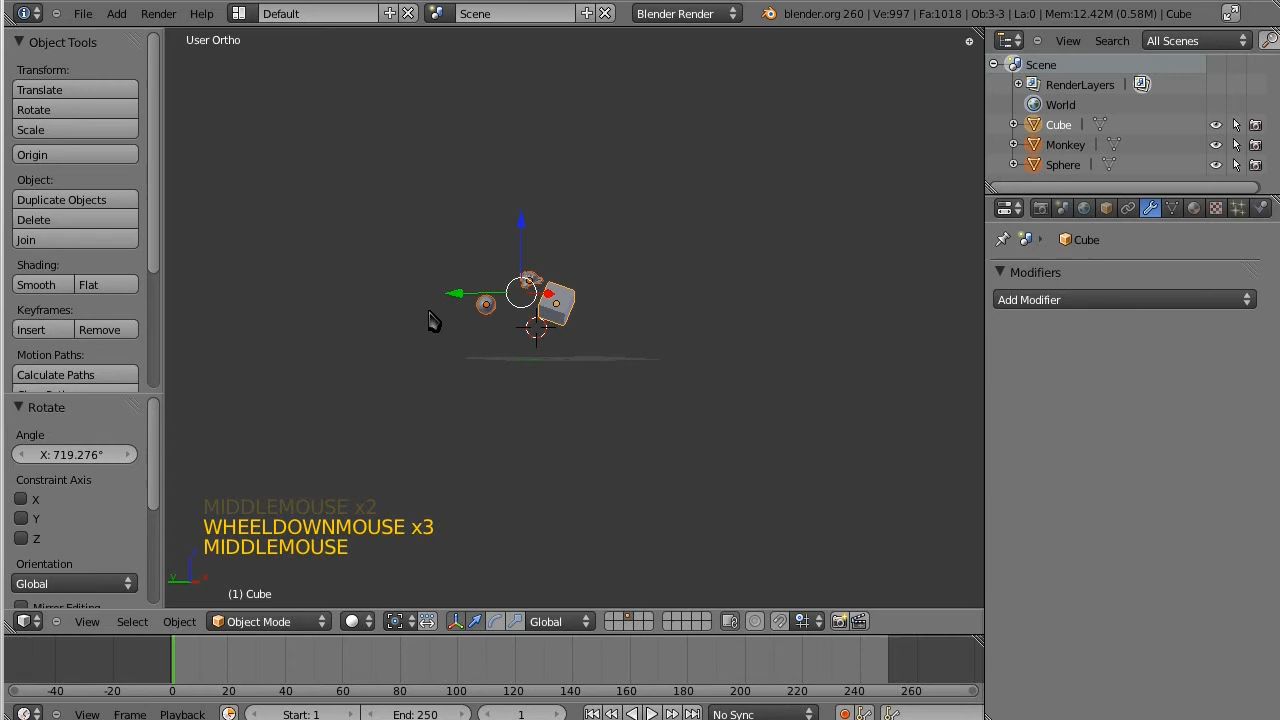 File Add Render Help Default Scene Blender Render blender.org 260 | Ve:997 | Fa:1018 | Ob:3-3 | La:0 | Mem:12.42M (0.58M) | Cube
Object Tools
Transform:
Translate
Rotate
Scale
Origin
Object:
Duplicate Objects
Delete
Join
Shading:
Smooth Flat
Keyframes:
Insert Remove
Motion Paths:
Calculate Paths
Rotate
Angle
X: 719.276°
Constraint Axis
X
Y
Z
Orientation
Global
Mirror Editing
User Ortho
MIDDLEMOUSE x2
WHEELDOWNMOUSE x3
MIDDLEMOUSE
(1) Cube
View Search All Scenes
Scene
RenderLayers |
World
Cube |
Monkey |
Sphere |
Cube
Modifiers
Add Modifier
View Select Object Object Mode Global
-40 -20 0 20 40 60 80 100 120 140 160 180 200 220 240 260
View Frame Playback Start: 1 End: 250 1 No Sync